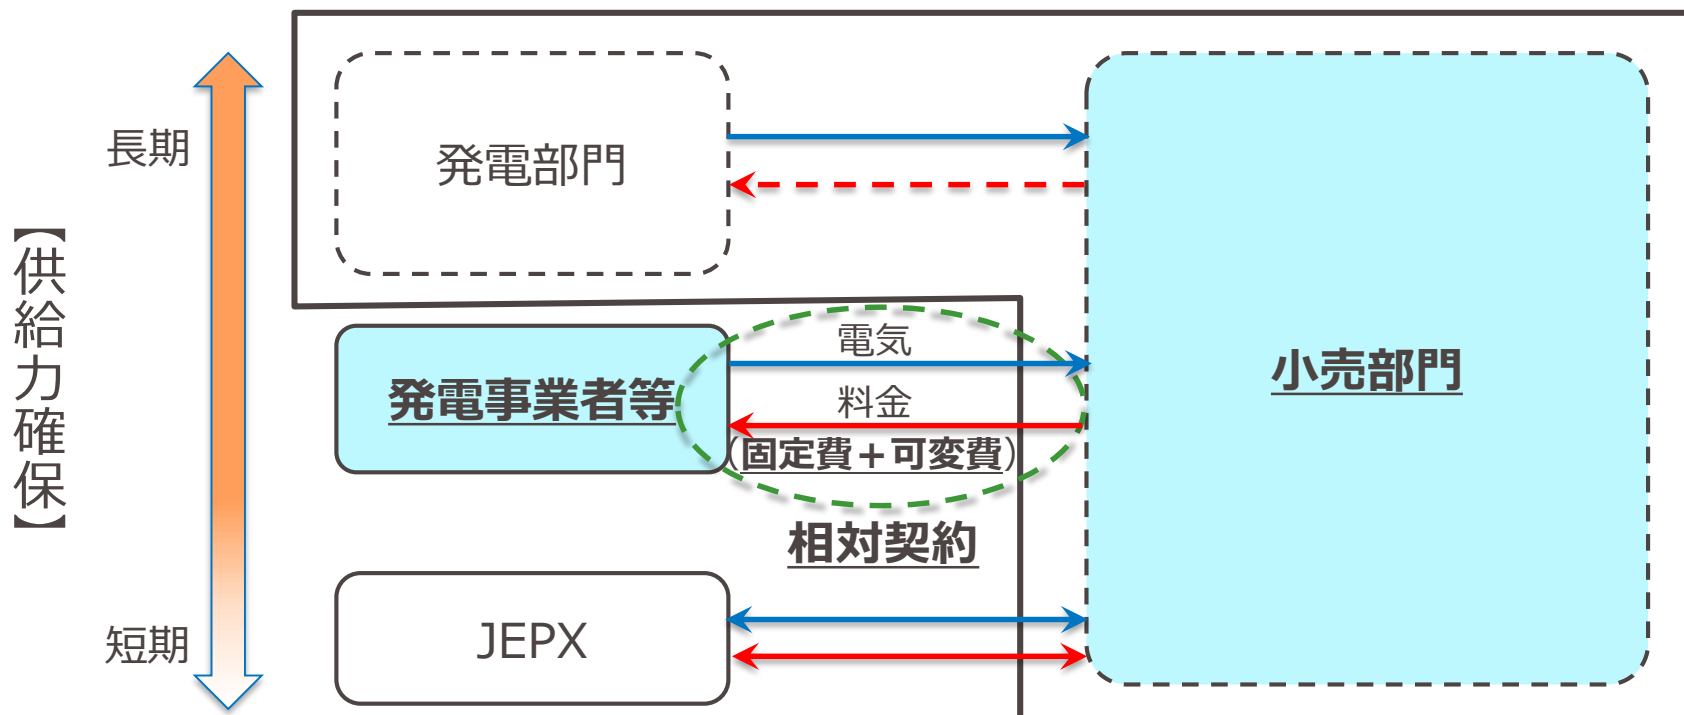 【供給力確保】
長期
短期
発電部門
発電事業者等
JEPX
電気
料金
（固定費＋可変費）
相対契約
小売部門